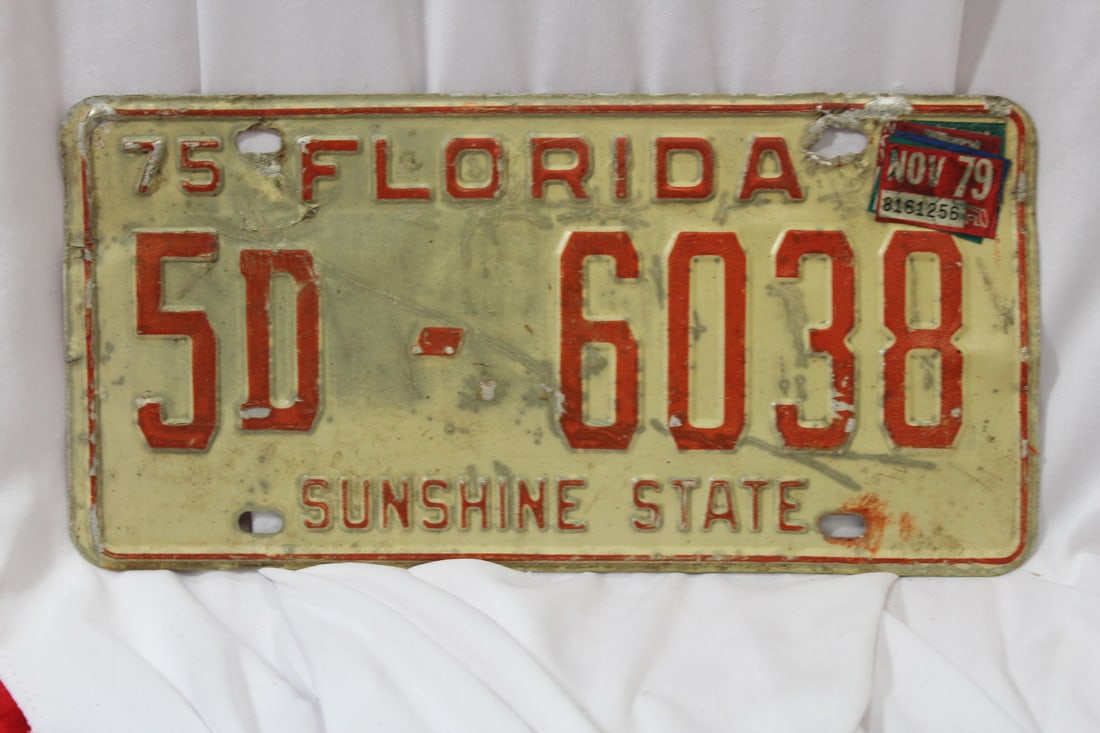 75 FLORIDA
NOV 79
8161256
5D-6038
SUNSHINE STATE